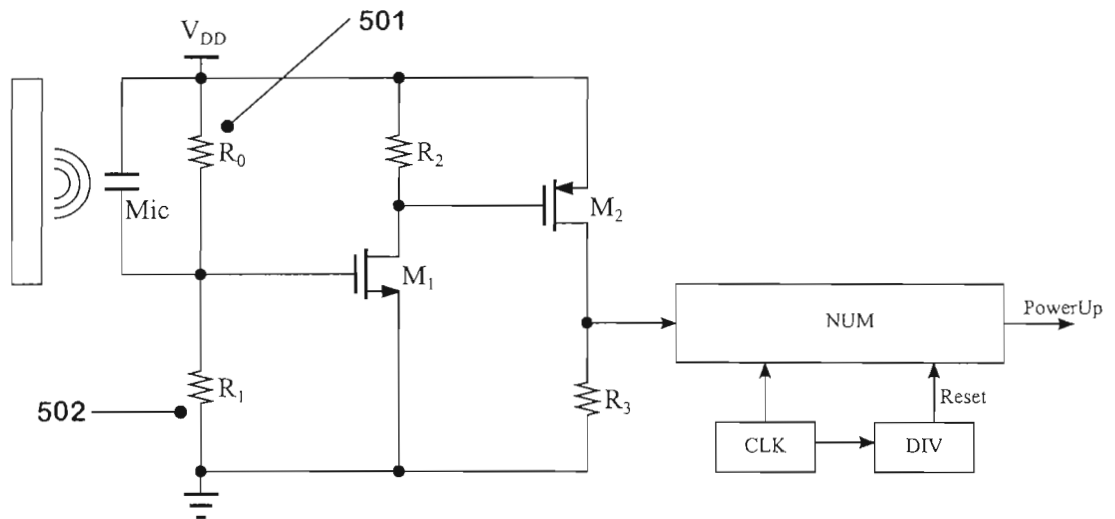 501
V_DD
R_0
R_2
Mic
M_2
M_1
NUM
PowerUp
R_1
R_3
Reset
502
CLK
DIV